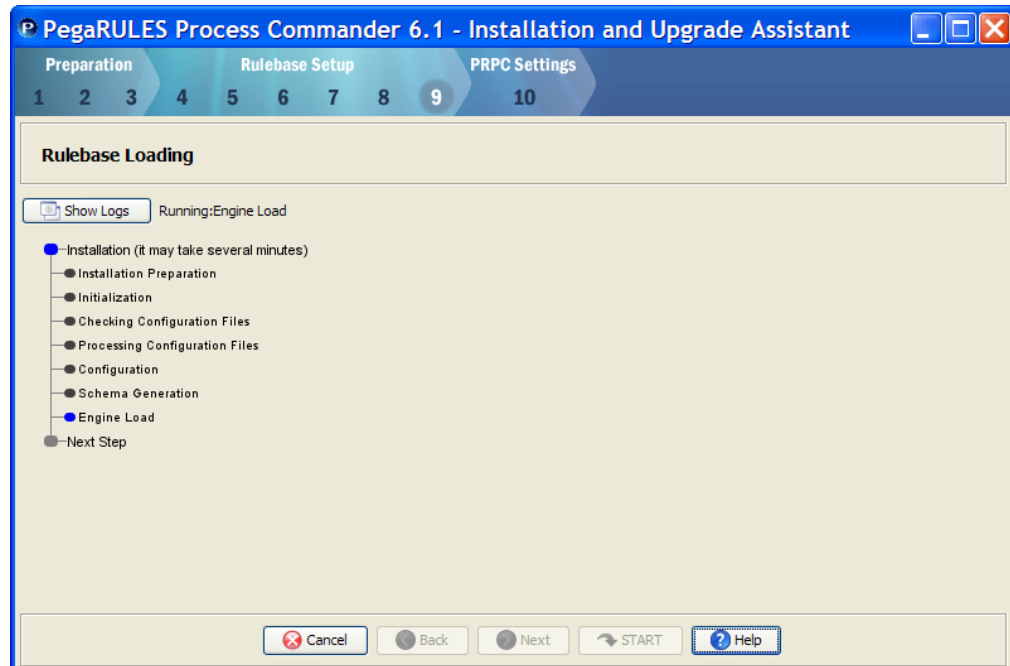 PegaRULES Process Commander 6.1 - Installation and Upgrade Assistant
Preparation Rulebase Setup PRPC Settings
1 2 3 4 5 6 7 8 9 10
Rulebase Loading
Show Logs Running:Engine Load
Installation (it may take several minutes)
Installation Preparation
Initialization
Checking Configuration Files
Processing Configuration Files
Configuration
Schema Generation
Engine Load
Next Step
Cancel Back Next START Help